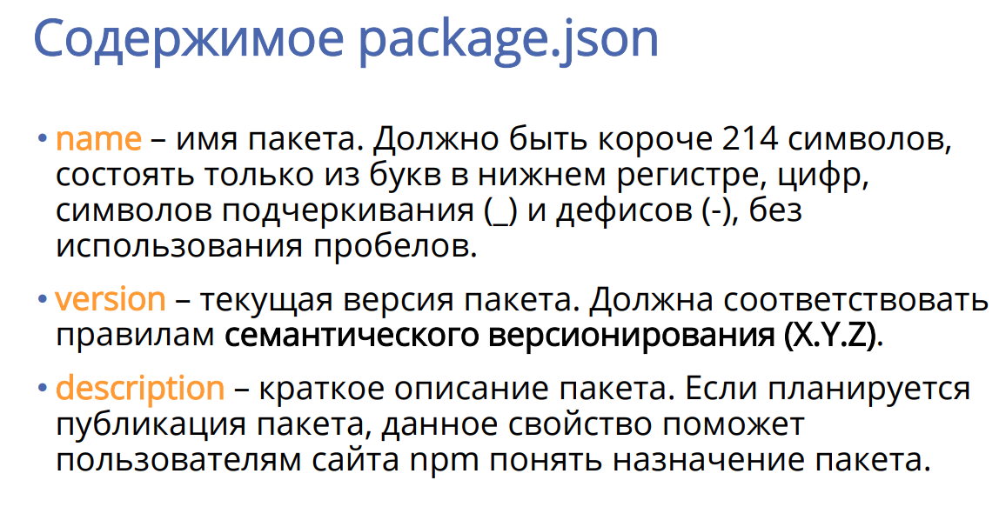 Содержимое package.json
• name – имя пакета. Должно быть короче 214 символов,
состоять только из букв в нижнем регистре, цифр,
символов подчеркивания (_) и дефисов (-), без
использования пробелов.
• version – текущая версия пакета. Должна соответствовать
правилам семантического версионирования (X.Y.Z).
• description – краткое описание пакета. Если планируется
публикация пакета, данное свойство поможет
пользователям сайта npm понять назначение пакета.